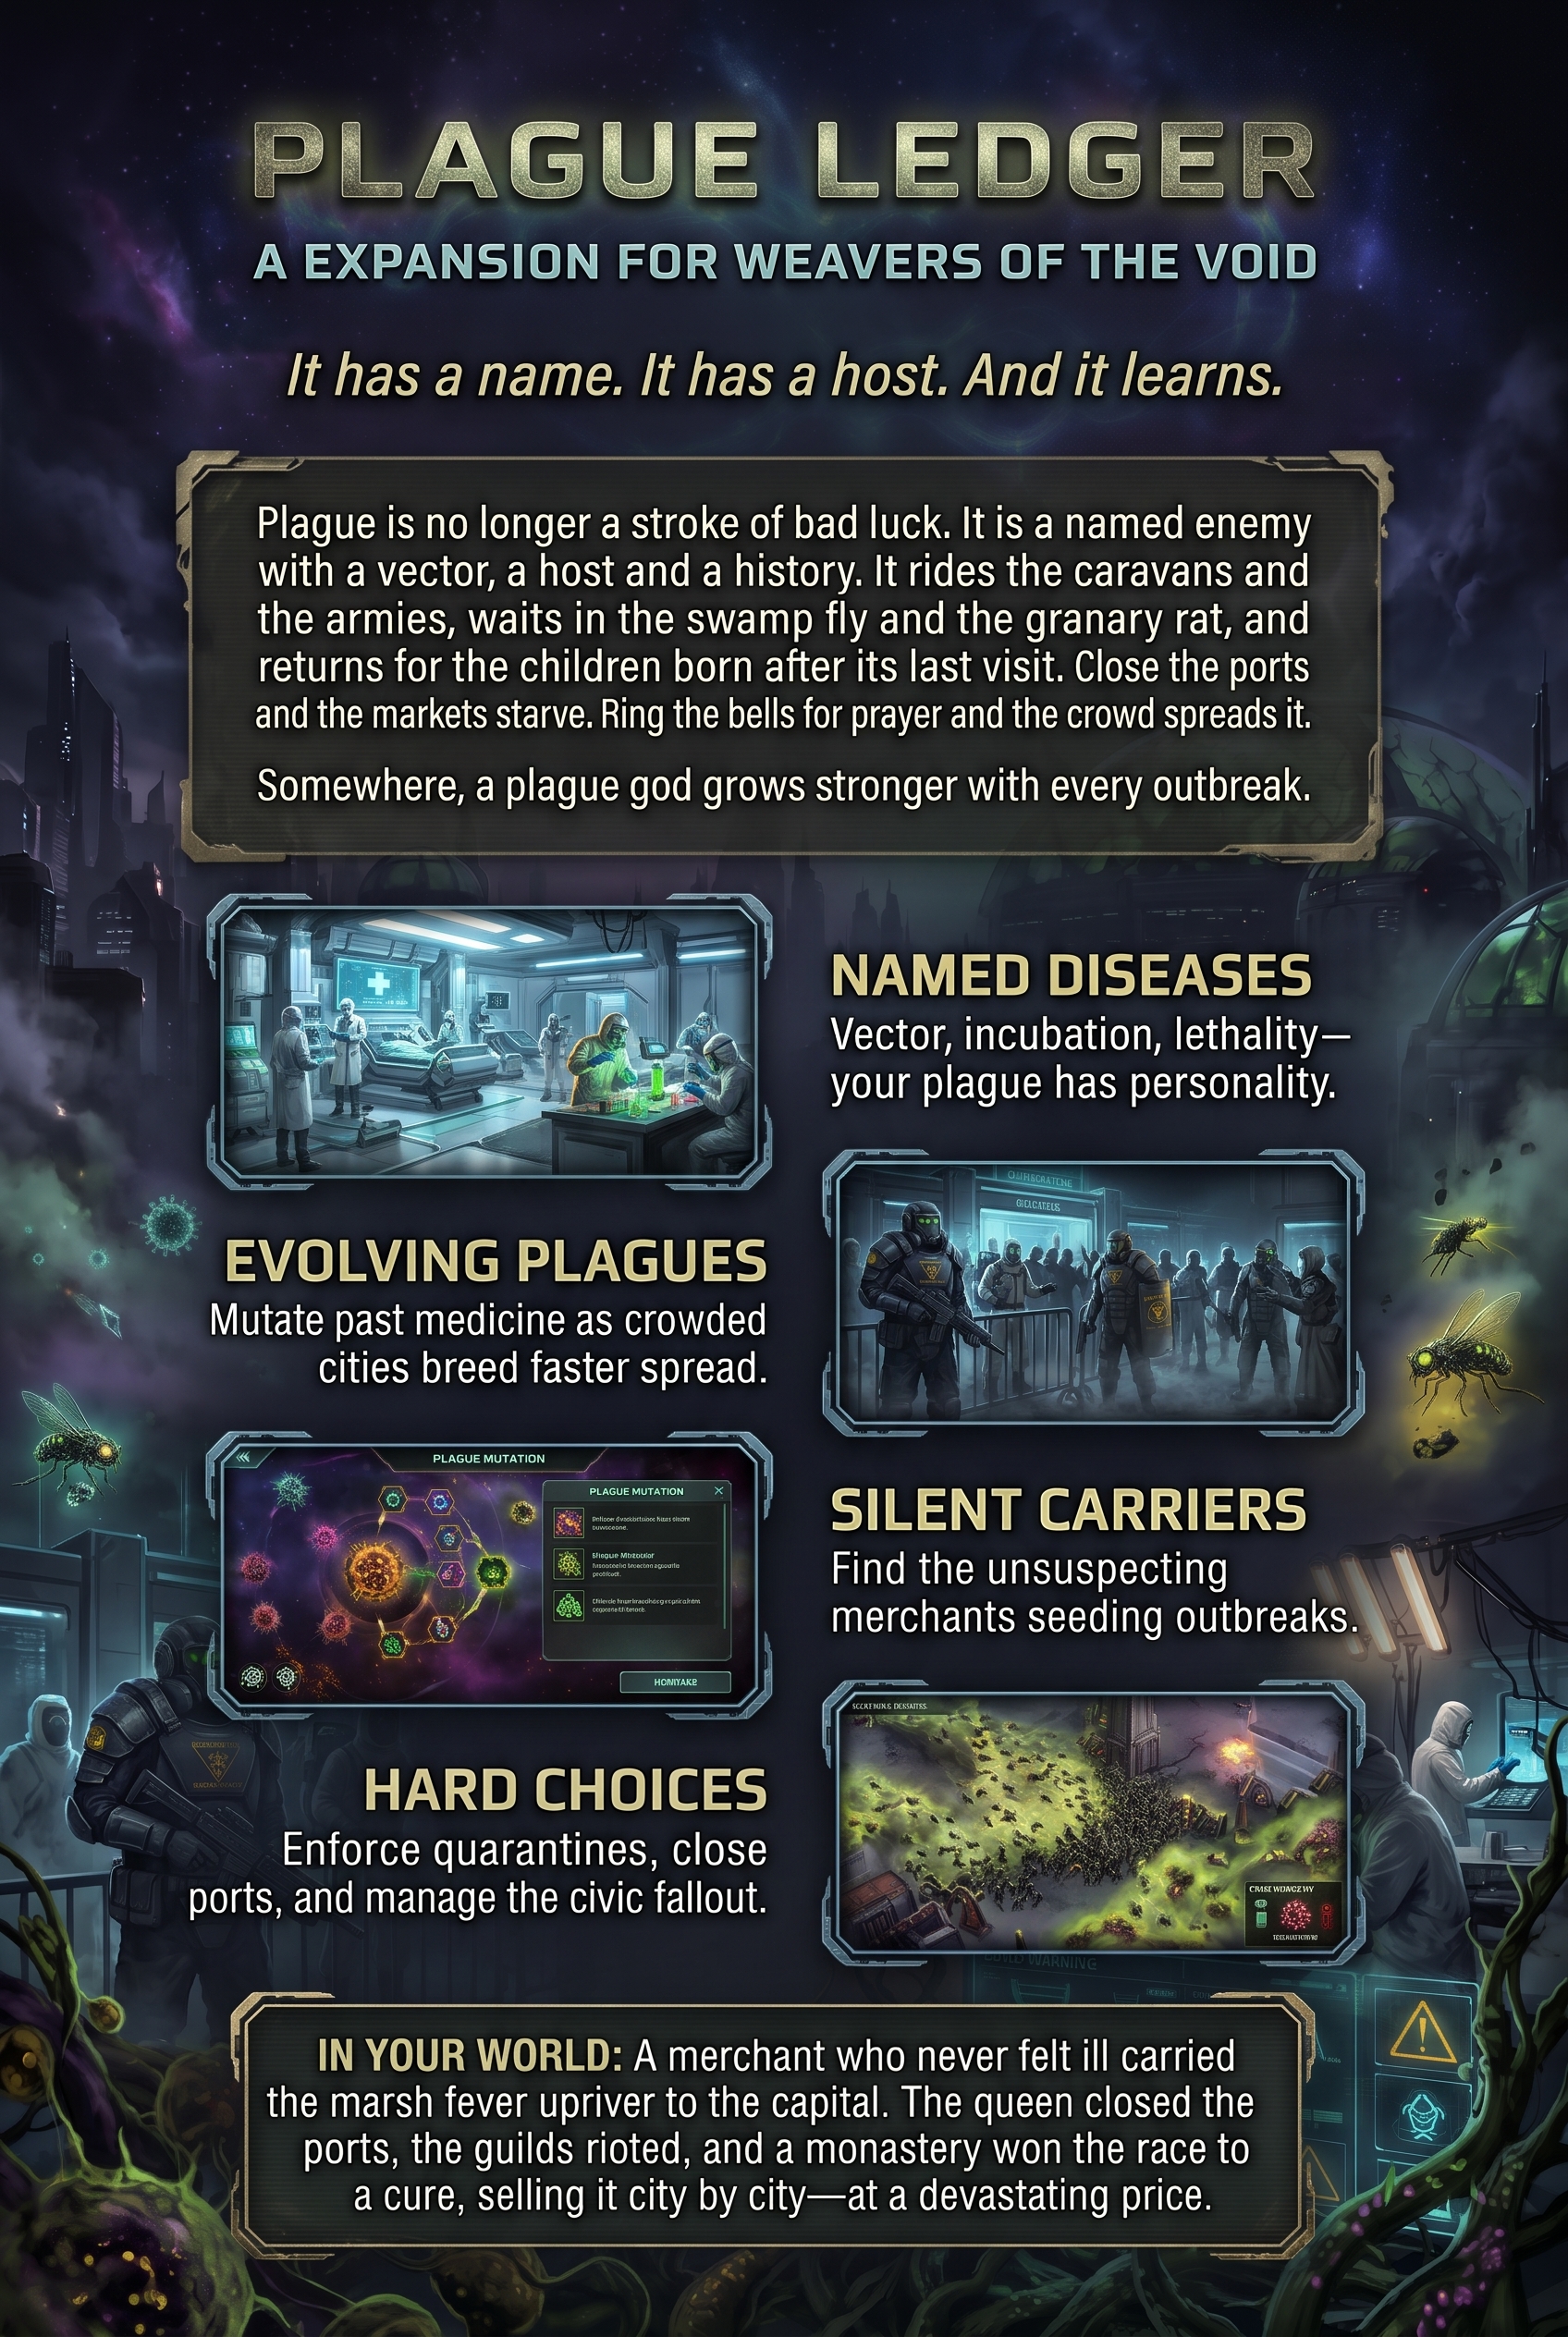 PLAGUE LEDGER
A EXPANSION FOR WEAVERS OF THE VOID
It has a name. It has a host. And it learns.
Plague is no longer a stroke of bad luck. It is a named enemy
with a vector, a host and a history. It rides the caravans and
the armies, waits in the swamp fly and the granary rat, and
returns for the children born after its last visit. Close the ports
and the markets starve. Ring the bells for prayer and the crowd spreads it.
Somewhere, a plague god grows stronger with every outbreak.
NAMED DISEASES
Vector, incubation, lethality—
your plague has personality.
EVOLVING PLAGUES
Mutate past medicine as crowded
cities breed faster spread.
PLAGUE MUTATION
PLAGUE MUTATION
HOMIYAKE
SILENT CARRIERS
Find the unsuspecting
merchants seeding outbreaks.
HARD CHOICES
Enforce quarantines, close
ports, and manage the civic fallout.
WARNING
IN YOUR WORLD: A merchant who never felt ill carried
the marsh fever upriver to the capital. The queen closed the
ports, the guilds rioted, and a monastery won the race to
a cure, selling it city by city—at a devastating price.